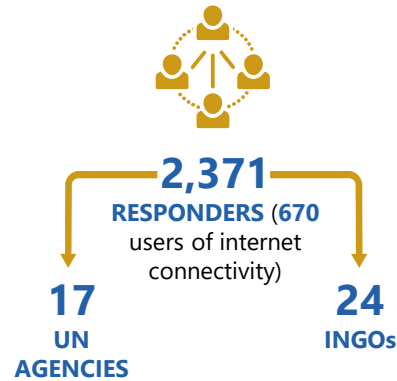 2,371
RESPONDERS (670
users of internet
connectivity)
17
UN
AGENCIES
24
INGOs